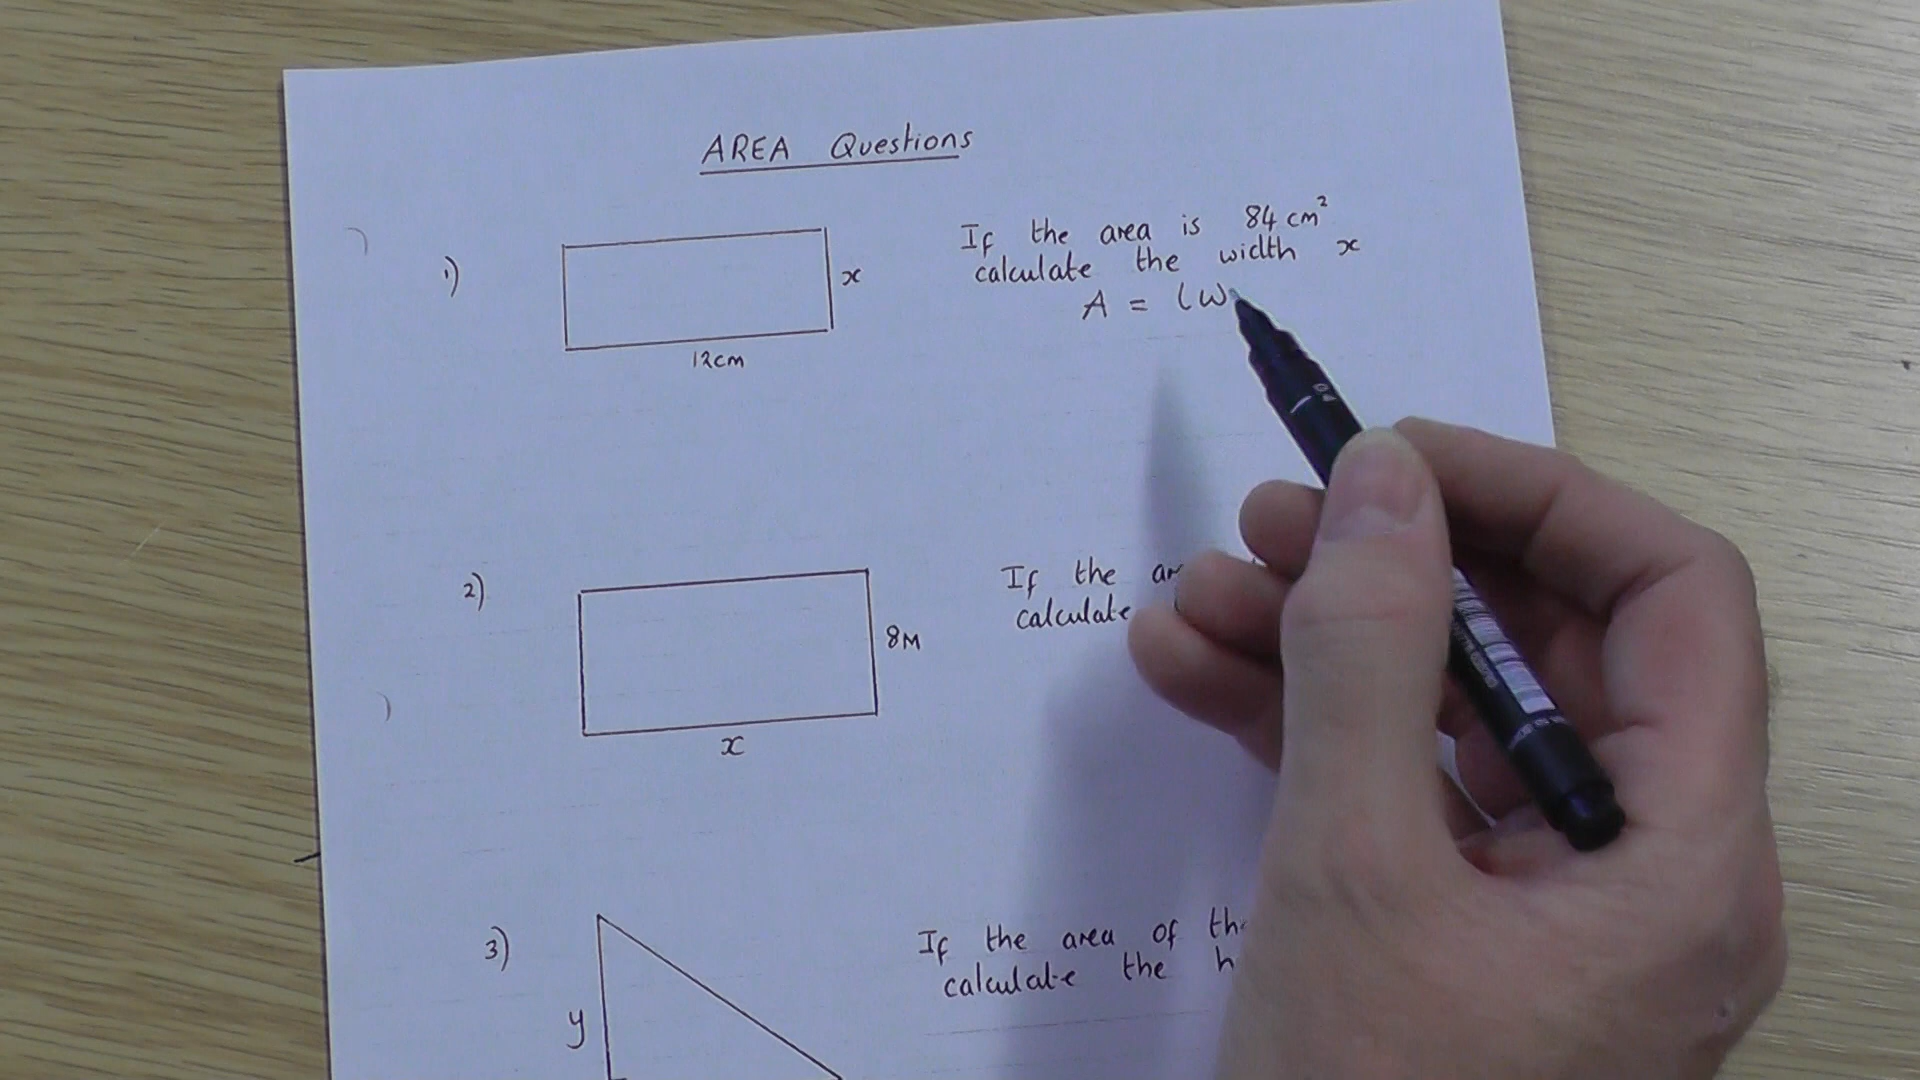 AREA Questions
1)
x
12cm
If the area is 84 cm²
calculate the width x
A = lw
2)
8M
x
If the
calculate
3)
y
If the area of
calculate the